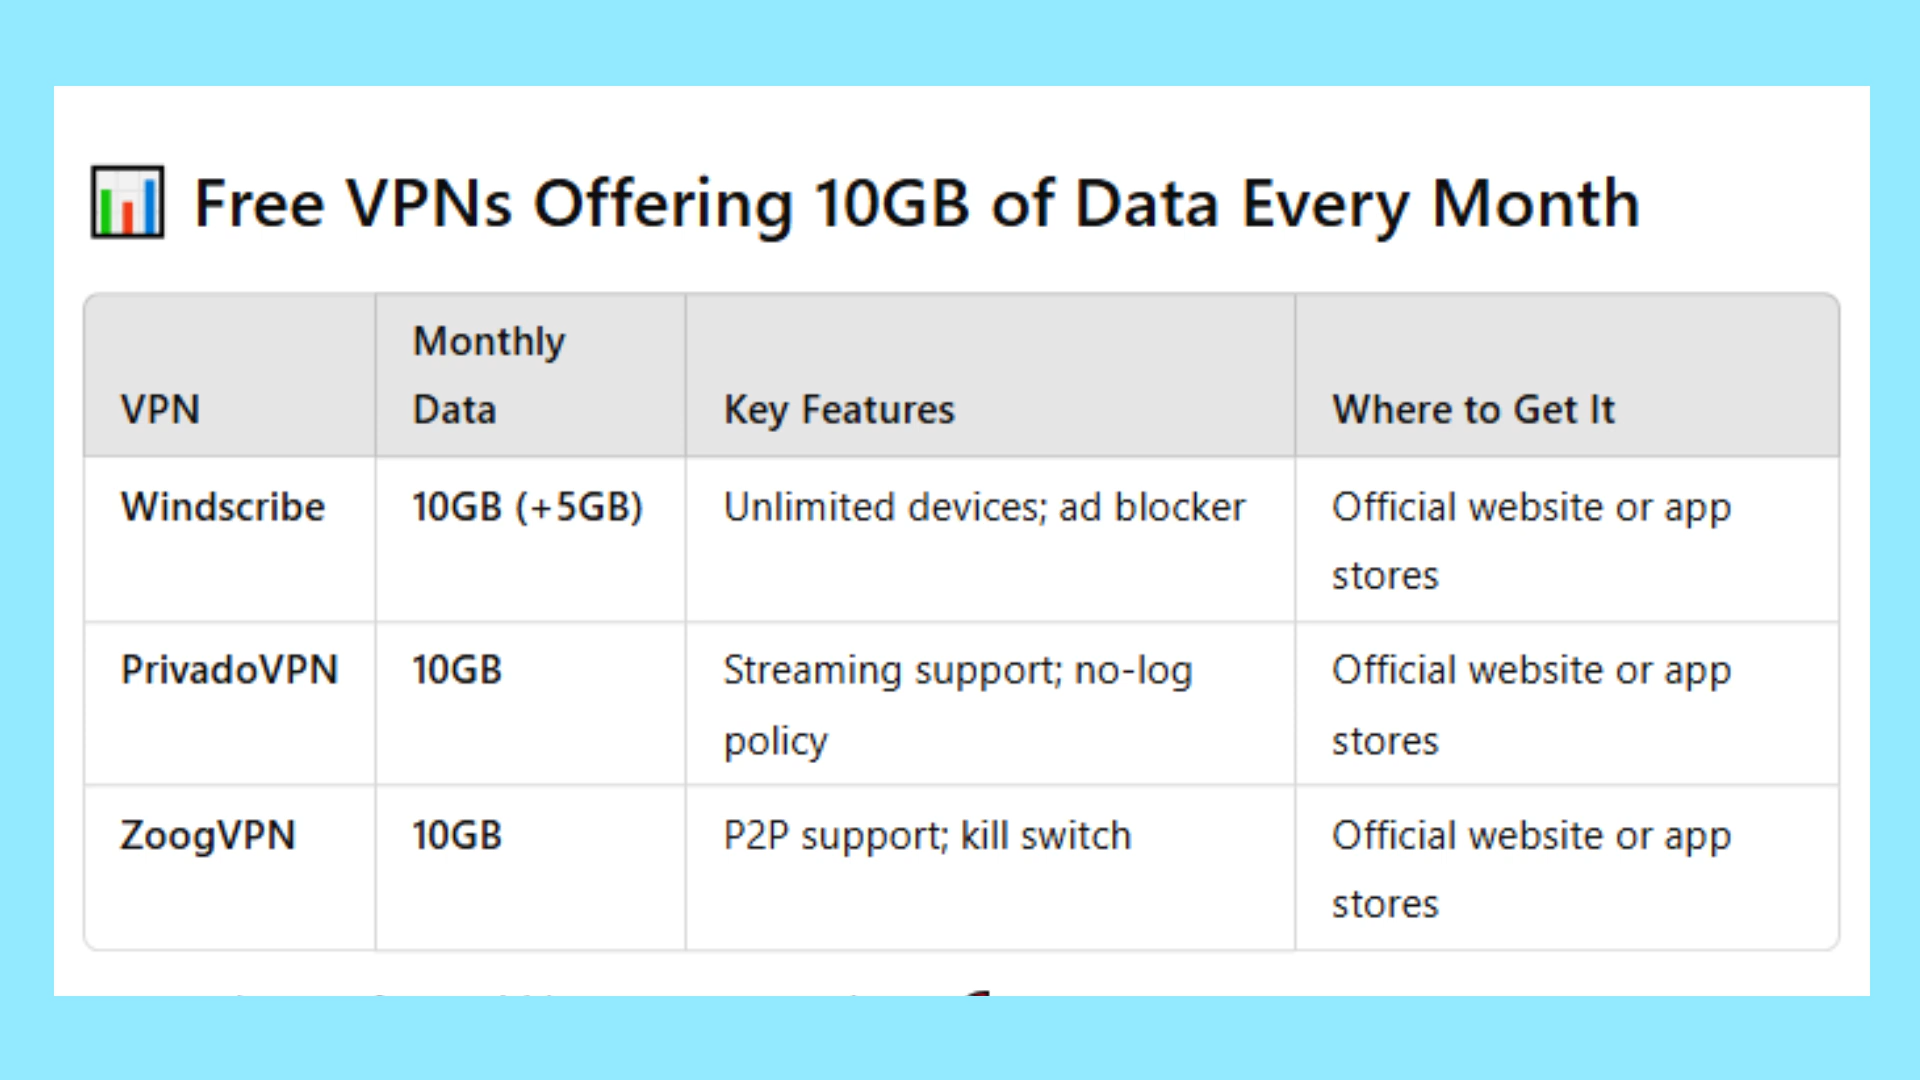 📊 Free VPNs Offering 10GB of Data Every Month
VPN
Monthly
Data
Key Features
Where to Get It
Windscribe
10GB (+5GB)
Unlimited devices; ad blocker
Official website or app
stores
PrivadoVPN
10GB
Streaming support; no-log
policy
Official website or app
stores
ZoogVPN
10GB
P2P support; kill switch
Official website or app
stores